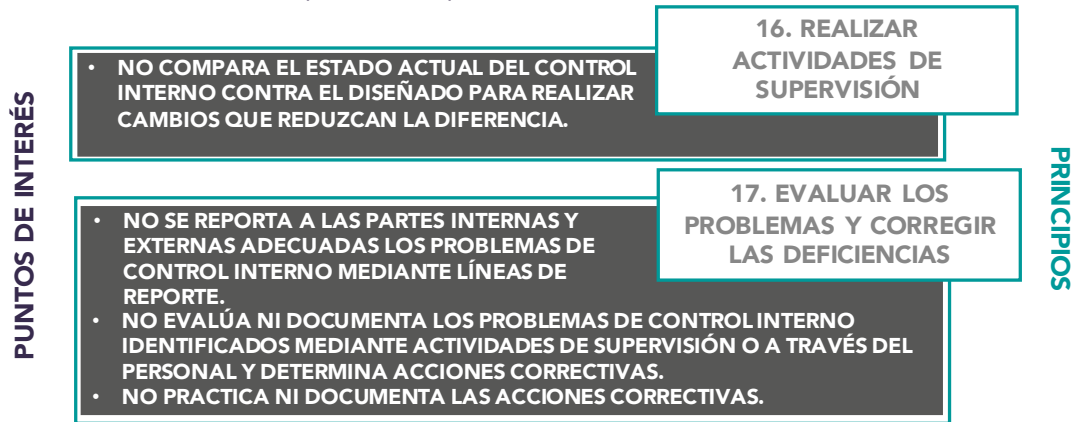 PUNTOS DE INTERÉS
16. REALIZAR
ACTIVIDADES DE
SUPERVISIÓN
• NO COMPARA EL ESTADO ACTUAL DEL CONTROL
INTERNO CONTRA EL DISEÑADO PARA REALIZAR
CAMBIOS QUE REDUZCAN LA DIFERENCIA.
17. EVALUAR LOS
PROBLEMAS Y CORREGIR
LAS DEFICIENCIAS
• NO SE REPORTA A LAS PARTES INTERNAS Y
EXTERNAS ADECUADAS LOS PROBLEMAS DE
CONTROL INTERNO MEDIANTE LÍNEAS DE
REPORTE.
• NO EVALÚA NI DOCUMENTA LOS PROBLEMAS DE CONTROL INTERNO
IDENTIFICADOS MEDIANTE ACTIVIDADES DE SUPERVISIÓN O A TRAVÉS DEL
PERSONAL Y DETERMINA ACCIONES CORRECTIVAS.
• NO PRACTICA NI DOCUMENTA LAS ACCIONES CORRECTIVAS.
PRINCIPIOS